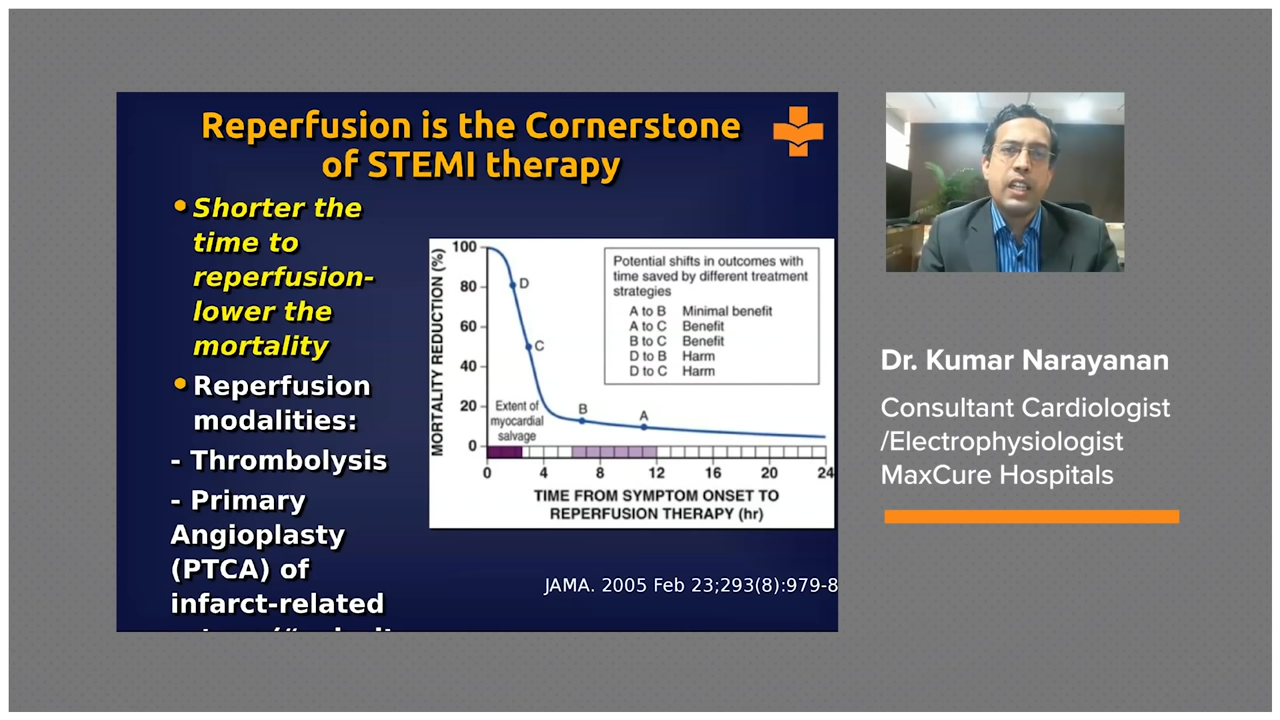 Reperfusion is the Cornerstone
of STEMI therapy
• Shorter the
time to
reperfusion-
lower the
mortality
• Reperfusion
modalities:
- Thrombolysis
- Primary
Angioplasty
(PTCA) of
infarct-related
MORTALITY REDUCTION (%)
100
80
60
40
20
0
D
C
B
A
Extent of
myocardial
salvage
Potential shifts in outcomes with
time saved by different treatment
strategies
A to B Minimal benefit
A to C Benefit
B to C Benefit
D to B Harm
D to C Harm
0 4 8 12 16 20 24
TIME FROM SYMPTOM ONSET TO
REPERFUSION THERAPY (hr)
JAMA. 2005 Feb 23;293(8):979-8
Dr. Kumar Narayanan
Consultant Cardiologist
/Electrophysiologist
MaxCure Hospitals